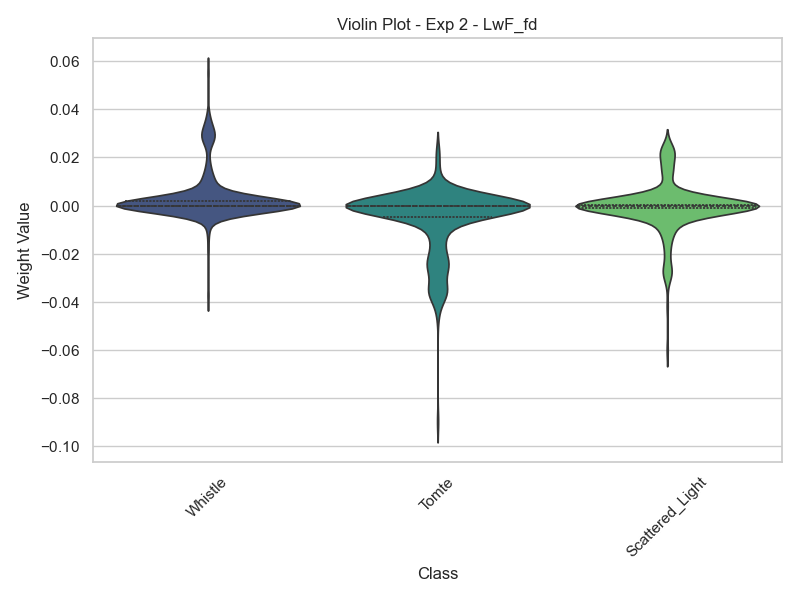 Violin Plot - Exp 2 - LwF_fd
0.06
0.04
0.02
0.00
−0.02
−0.04
−0.06
−0.08
−0.10
Weight Value
Whistle
Tomte
Scattered_Light
Class